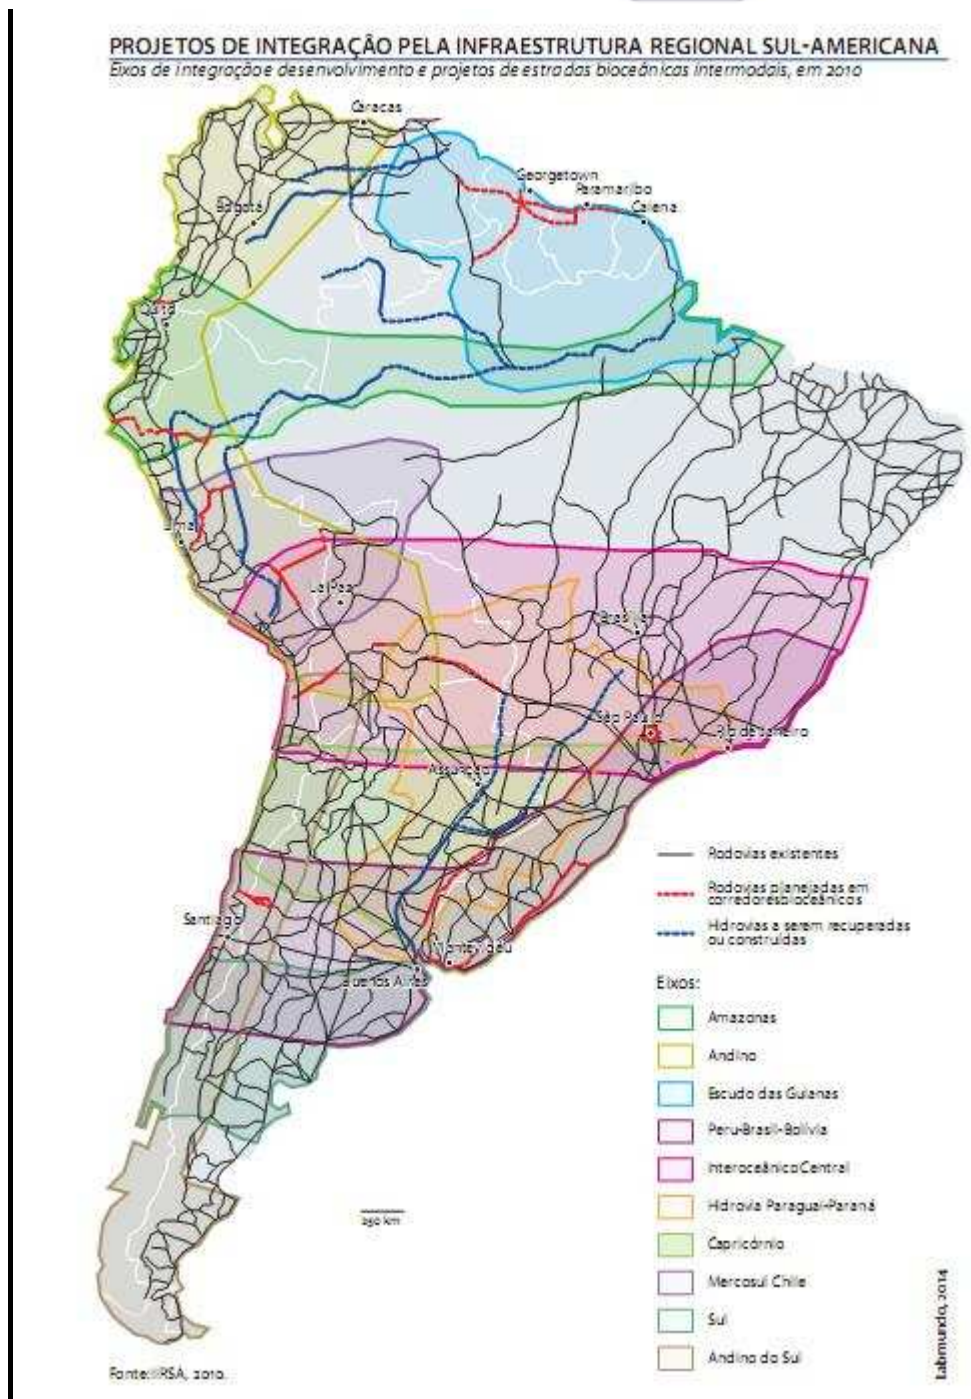 PROJETOS DE INTEGRAÇÃO PELA INFRAESTRUTURA REGIONAL SUL-AMERICANA
Eixos de integração e desenvolvimento e projetos de estradas bioceânicas intermodais, em 2010
Caracas
Georgetown
Paramaribo
Caiena
Bogotá
Quito
Lima
La Paz
Brasília
São Paulo
Rio de Janeiro
Assunção
Santiago
Montevidéu
Buenos Aires
Rodovias existentes
Rodovias planejadas em
corredores bioceânicos
Hidrovias a serem recuperadas
ou construídas
Eixos:
Amazonas
Andino
Escudo das Guianas
Peru-Brasil-Bolívia
Interoceânico Central
Hidrovia Paraguai-Paraná
Capricórnio
Mercosul Chile
Sul
Andino do Sul
250 km
Fonte: IIRSA, 2010.
Labmundo, 2014